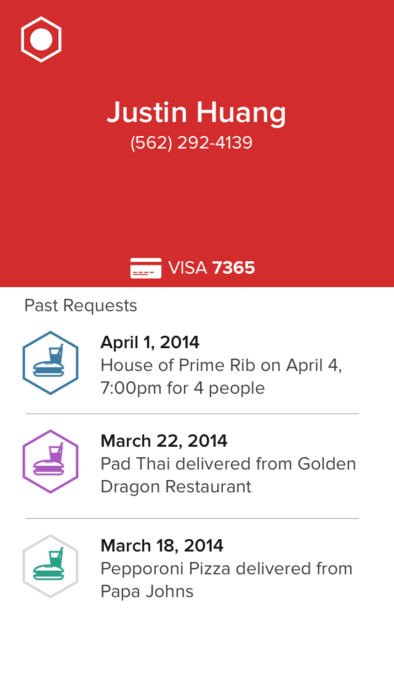 Justin Huang
(562) 292-4139
VISA 7365
Past Requests
April 1, 2014
House of Prime Rib on April 4,
7:00pm for 4 people
March 22, 2014
Pad Thai delivered from Golden
Dragon Restaurant
March 18, 2014
Pepporoni Pizza delivered from
Papa Johns